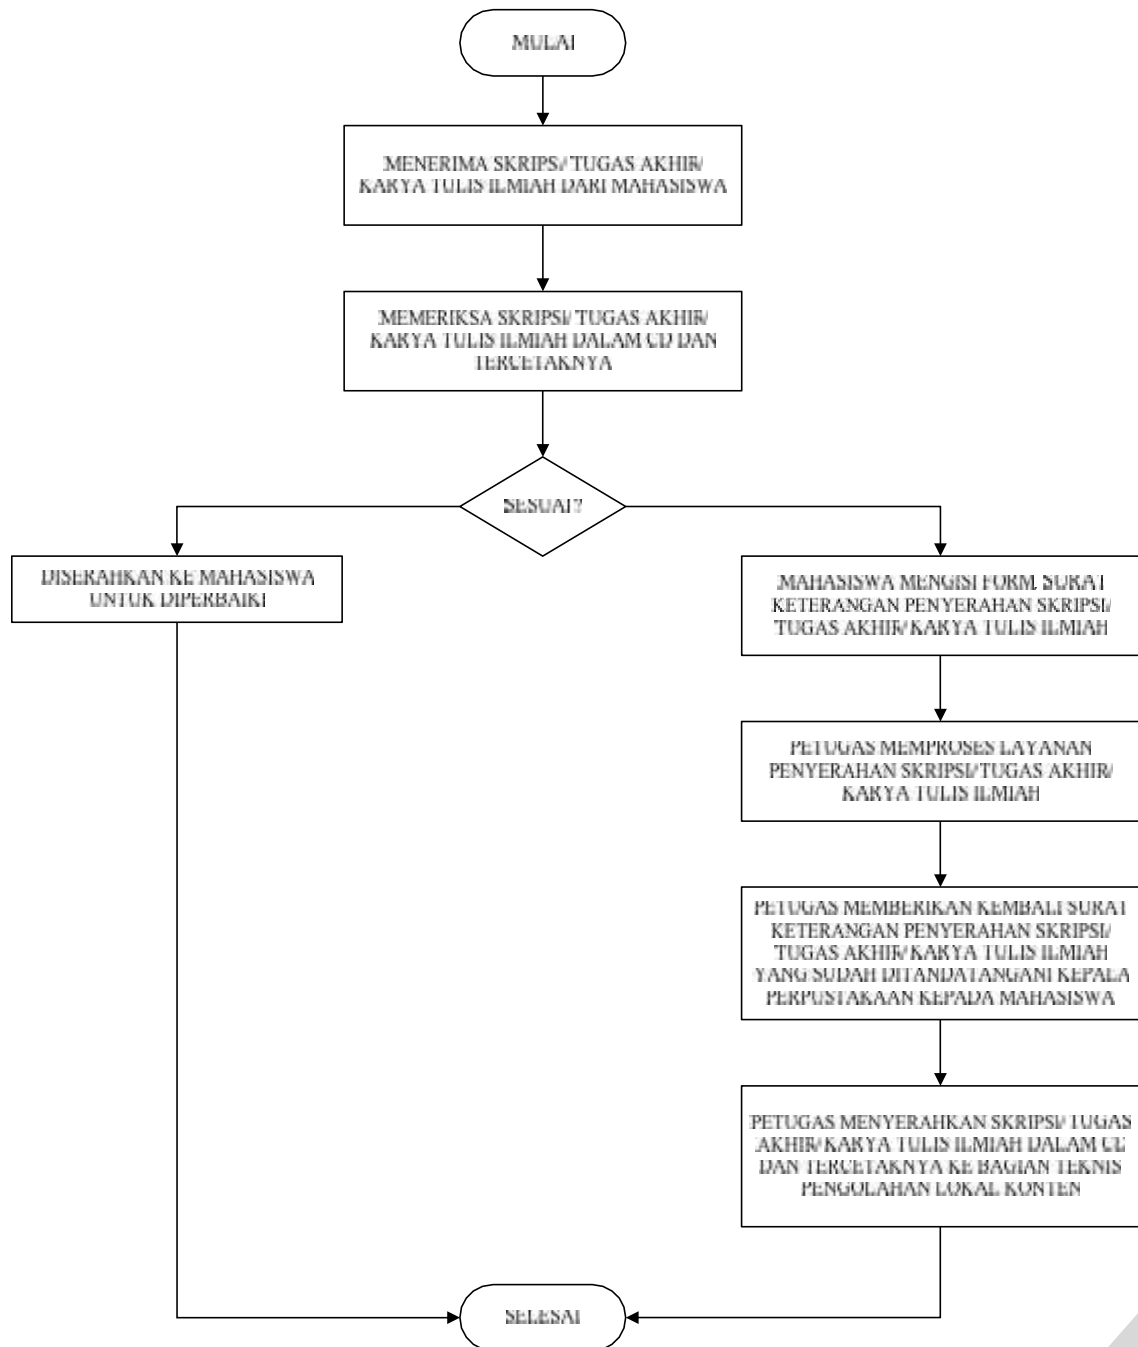 MULAI
MENERIMA SKRIPSI/ TUGAS AKHIR/
KARYA TULIS ILMIAH DARI MAHASISWA
MEMERIKSA SKRIPSI/ TUGAS AKHIR/
KARYA TULIS ILMIAH DALAM CD DAN
TERCETAKNYA
SESUAI?
DISERAHKAN KE MAHASISWA
UNTUK DIPERBAIKI
MAHASISWA MENGISI FORM. SURAT
KETERANGAN PENYERAHAN SKRIPSI/
TUGAS AKHIR/ KARYA TULIS ILMIAH
PETUGAS MEMPROSES LAYANAN
PENYERAHAN SKRIPSI/ TUGAS AKHIR/
KARYA TULIS ILMIAH
PETUGAS MEMBERIKAN KEMBALI SURAT
KETERANGAN PENYERAHAN SKRIPSI/
TUGAS AKHIR/ KARYA TULIS ILMIAH
YANG SUDAH DITANDATANGANI KEPALA
PERPUSTAKAAN KEPADA MAHASISWA
PETUGAS MENYERAHKAN SKRIPSI/ TUGAS
AKHIR/ KARYA TULIS ILMIAH DALAM CD
DAN TERCETAKNYA KE BAGIAN TEKNIS
PENGOLAHAN LOKAL KONTEN
SELESAI